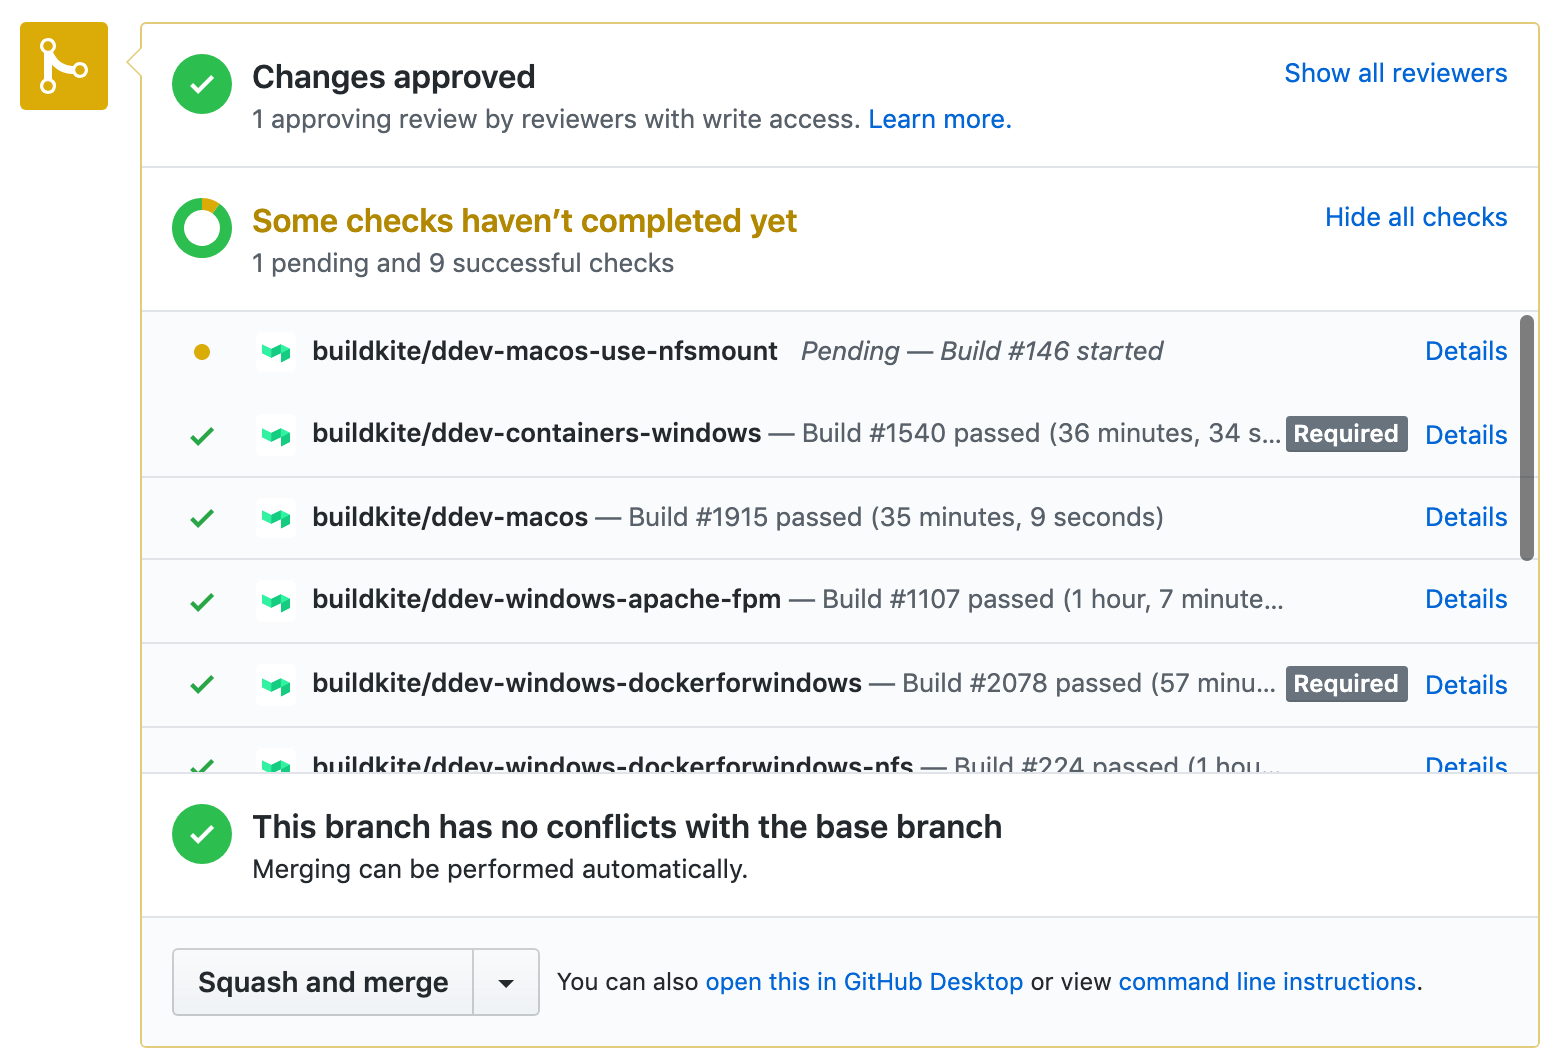 Changes approved
Show all reviewers
1 approving review by reviewers with write access. Learn more.
Some checks haven’t completed yet
Hide all checks
1 pending and 9 successful checks
buildkite/ddev-macos-use-nfsmount Pending — Build #146 started Details
buildkite/ddev-containers-windows — Build #1540 passed (36 minutes, 34 s... Required Details
buildkite/ddev-macos — Build #1915 passed (35 minutes, 9 seconds) Details
buildkite/ddev-windows-apache-fpm — Build #1107 passed (1 hour, 7 minute... Details
buildkite/ddev-windows-dockerforwindows — Build #2078 passed (57 minu... Required Details
buildkite/ddev-windows-dockerforwindows-nfs — Build #224 passed (1 hou... Details
This branch has no conflicts with the base branch
Merging can be performed automatically.
Squash and merge
You can also open this in GitHub Desktop or view command line instructions.